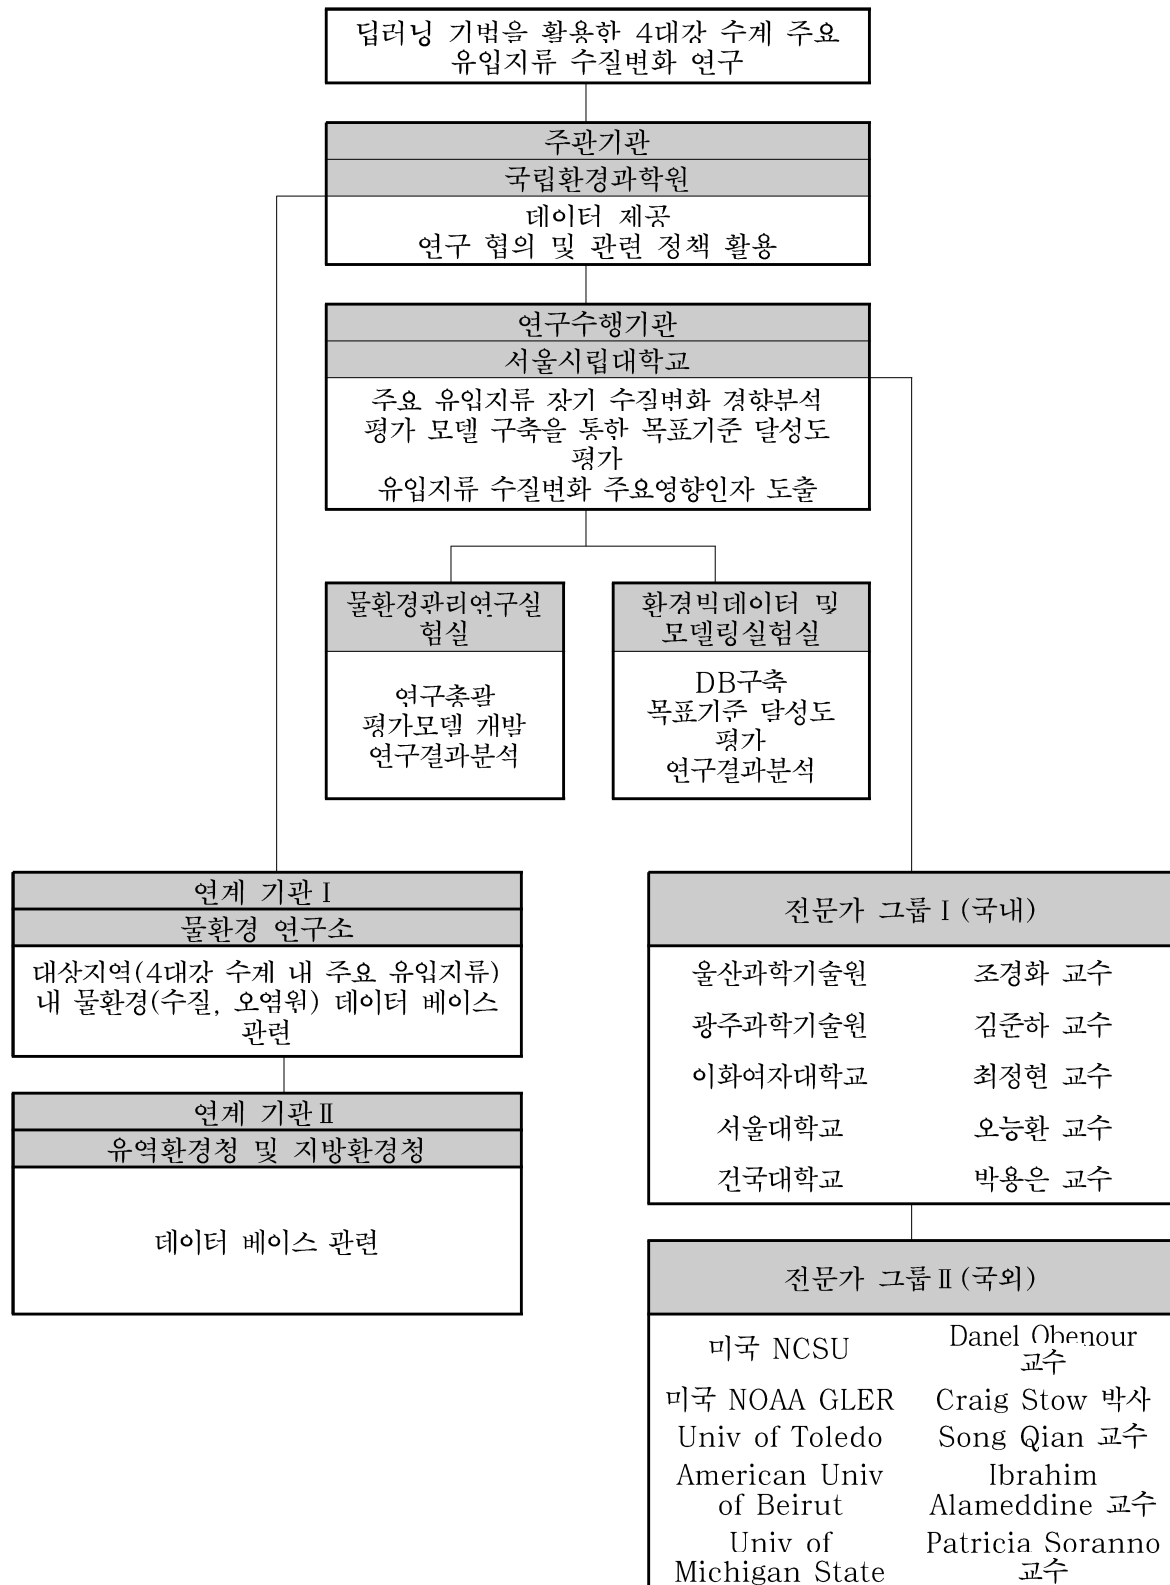 딥러닝 기법을 활용한 4대강 수계 주요
유입지류 수질변화 연구
주관기관
국립환경과학원
데이터 제공
연구 협의 및 관련 정책 활용
연구수행기관
서울시립대학교
주요 유입지류 장기 수질변화 경향분석
평가 모델 구축을 통한 목표기준 달성도
평가
유입지류 수질변화 주요영향인자 도출
물환경관리연구실
험실
연구총괄
평가모델 개발
연구결과분석
환경빅데이터 및
모델링실험실
DB구축
목표기준 달성도
평가
연구결과분석
연계 기관 Ⅰ
물환경 연구소
대상지역(4대강 수계 내 주요 유입지류)
내 물환경(수질, 오염원) 데이터 베이스
관련
연계 기관 Ⅱ
유역환경청 및 지방환경청
데이터 베이스 관련
전문가 그룹 Ⅰ (국내)
울산과학기술원 조경화 교수
광주과학기술원 김준하 교수
이화여자대학교 최정현 교수
서울대학교 오능환 교수
건국대학교 박용은 교수
전문가 그룹 Ⅱ (국외)
미국 NCSU Danel Obenour
교수
미국 NOAA GLER Craig Stow 박사
Univ of Toledo Song Qian 교수
American Univ Ibrahim
of Beirut Alameddine 교수
Univ of Patricia Soranno
Michigan State 교수